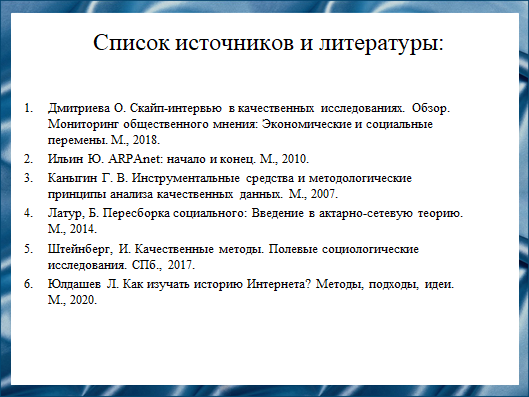 Список источников и литературы:
1. Дмитриева О. Скайп-интервью в качественных исследованиях. Обзор.
Мониторинг общественного мнения: Экономические и социальные
перемены. М., 2018.
2. Ильин Ю. ARPAnet: начало и конец. М., 2010.
3. Каныгин Г. В. Инструментальные средства и методологические
принципы анализа качественных данных. М., 2007.
4. Латур, Б. Пересборка социального: Введение в актарно-сетевую теорию.
М., 2014.
5. Штейнберг, И. Качественные методы. Полевые социологические
исследования. СПб., 2017.
6. Юлдашев Л. Как изучать историю Интернета? Методы, подходы, идеи.
М., 2020.